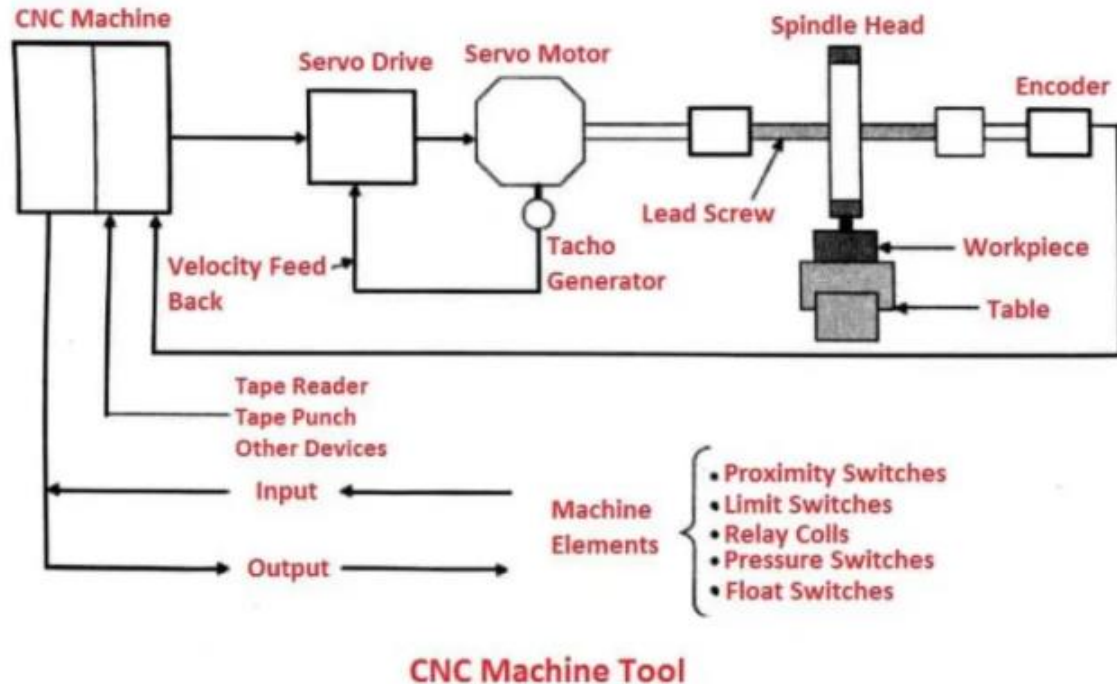 CNC Machine
Spindle Head
Servo Drive
Servo Motor
Encoder
Lead Screw
Velocity Feed
Back
Tacho
Generator
Workpiece
Table
Tape Reader
Tape Punch
Other Devices
Input
Output
Machine
Elements
• Proximity Switches
• Limit Switches
• Relay Colls
• Pressure Switches
• Float Switches
CNC Machine Tool